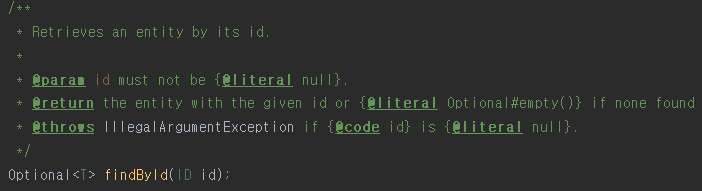 /**
 * Retrieves an entity by its id.
 *
 * @param id must not be {@literal null}.
 * @return the entity with the given id or {@literal Optional#empty()} if none found
 * @throws IllegalArgumentException if {@code id} is {@literal null}.
 */
Optional<T> findById(ID id);